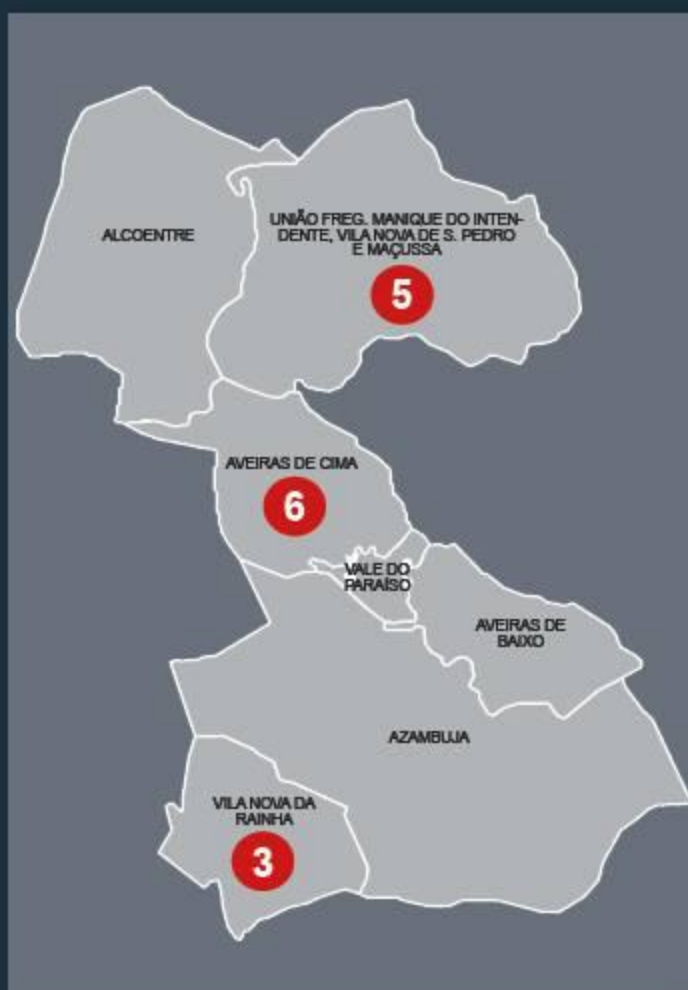 ALCOENTRE
UNIÃO FREG. MANIQUE DO INTEN-
DENTE, VILA NOVA DE S. PEDRO
E MAÇUSSA
5
AVEIRAS DE CIMA
6
VALE DO
PARAÍSO
AVEIRAS DE
BAIXO
AZAMBUJA
VILA NOVA DA
RAINHA
3